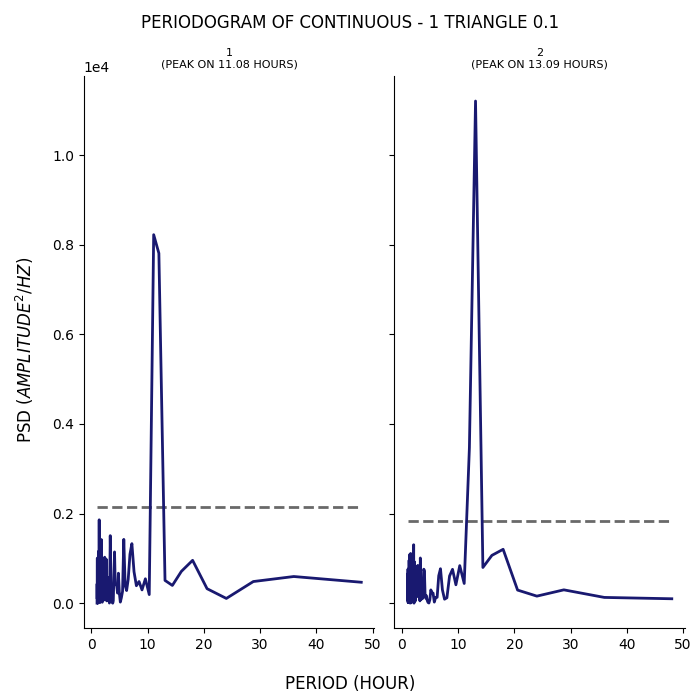 PERIODOGRAM OF CONTINUOUS - 1 TRIANGLE 0.1
1
(PEAK ON 11.08 HOURS)
2
(PEAK ON 13.09 HOURS)
1e4
1.0
0.8
0.6
0.4
0.2
0.0
PSD (AMPLITUDE²/HZ)
0 10 20 30 40 50
0 10 20 30 40 50
PERIOD (HOUR)